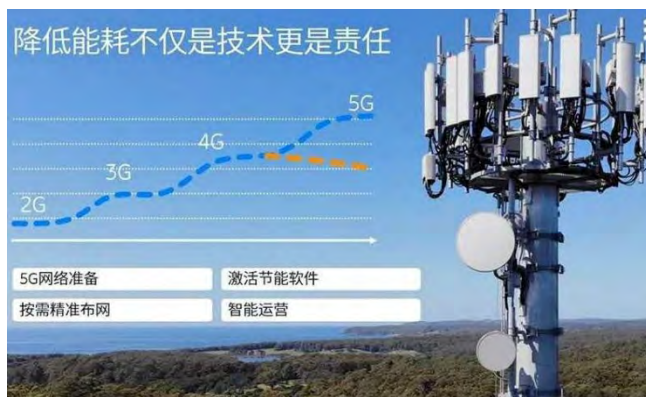 降低能耗不仅是技术更是责任
5G
4G
3G
2G
5G网络准备
激活节能软件
按需精准布网
智能运营